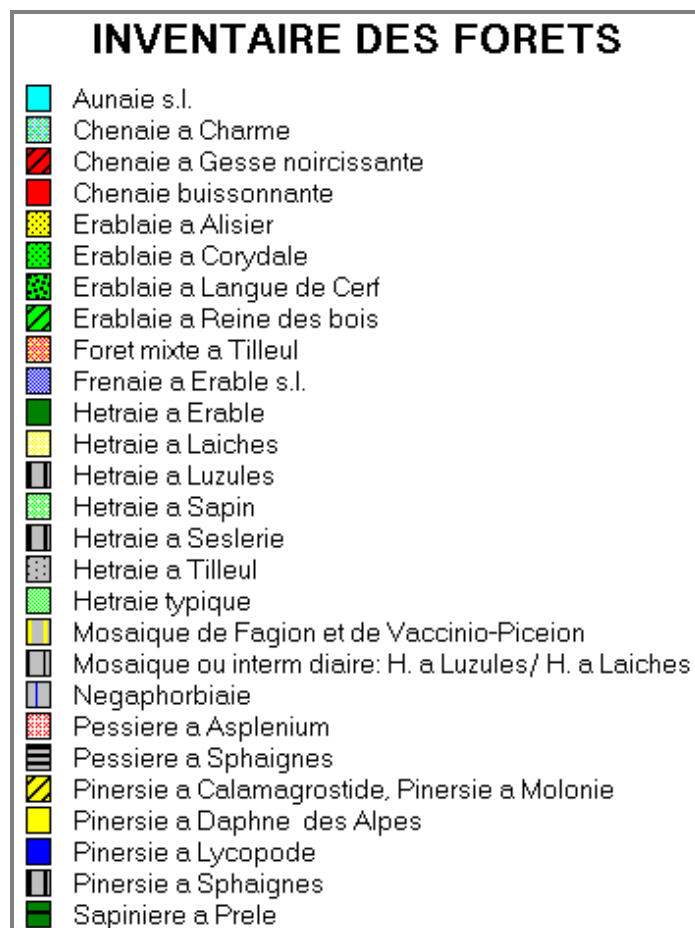 INVENTAIRE DES FORETS
Aunaie s.l.
Chenaie a Charme
Chenaie a Gesse noircissante
Chenaie buissonnante
Erablaie a Alisier
Erablaie a Corydale
Erablaie a Langue de Cerf
Erablaie a Reine des bois
Foret mixte a Tilleul
Frenaie a Erable s.l.
Hetraie a Erable
Hetraie a Laiches
Hetraie a Luzules
Hetraie a Sapin
Hetraie a Seslerie
Hetraie a Tilleul
Hetraie typique
Mosaique de Fagion et de Vaccinio-Piceion
Mosaique ou interm diaire: H. a Luzules/ H. a Laiches
Negaphorbiaie
Pessiere a Asplenium
Pessiere a Sphaignes
Pinersie a Calamagrostide, Pinersie a Molonie
Pinersie a Daphne  des Alpes
Pinersie a Lycopode
Pinersie a Sphaignes
Sapiniere a Prele